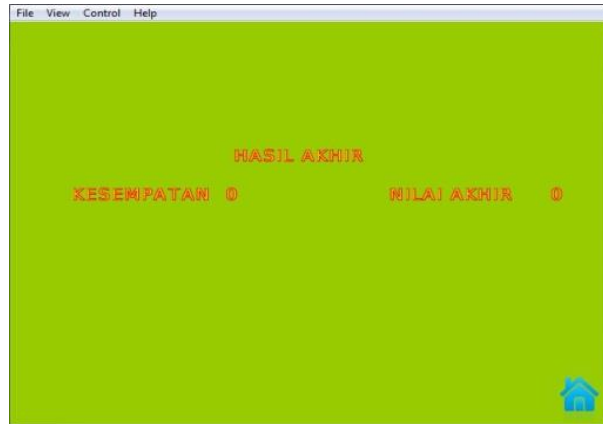 File View Control Help
HASIL AKHIR
KESEMPATAN 0 NILAI AKHIR 0